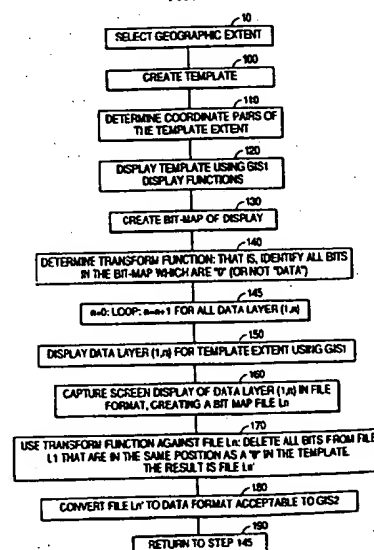 10
SELECT GEOGRAPHIC EXTENT
100
CREATE TEMPLATE
110
DETERMINE COORDINATE PAIRS OF
THE TEMPLATE EXTENT
120
DISPLAY TEMPLATE USING GIS1
DISPLAY FUNCTIONS
130
CREATE BIT-MAP OF DISPLAY
140
DETERMINE TRANSFORM FUNCTION: THAT IS, IDENTIFY ALL BITS
IN THE BIT-MAP WHICH ARE "0" (OR NOT "DATA")
145
n=0: LOOP: n=n+1 FOR ALL DATA LAYER (1,n)
150
DISPLAY DATA LAYER (1,n) FOR TEMPLATE EXTENT USING GIS1
160
CAPTURE SCREEN DISPLAY OF DATA LAYER (1,n) IN FILE
FORMAT, CREATING A BIT MAP FILE Ln
170
USE TRANSFORM FUNCTION AGAINST FILE Ln: DELETE ALL BITS FROM FILE
L1 THAT ARE IN THE SAME POSITION AS A "0" IN THE TEMPLATE.
THE RESULT IS FILE Ln'
180
CONVERT FILE Ln' TO DATA FORMAT ACCEPTABLE TO GIS2
190
RETURN TO STEP 145